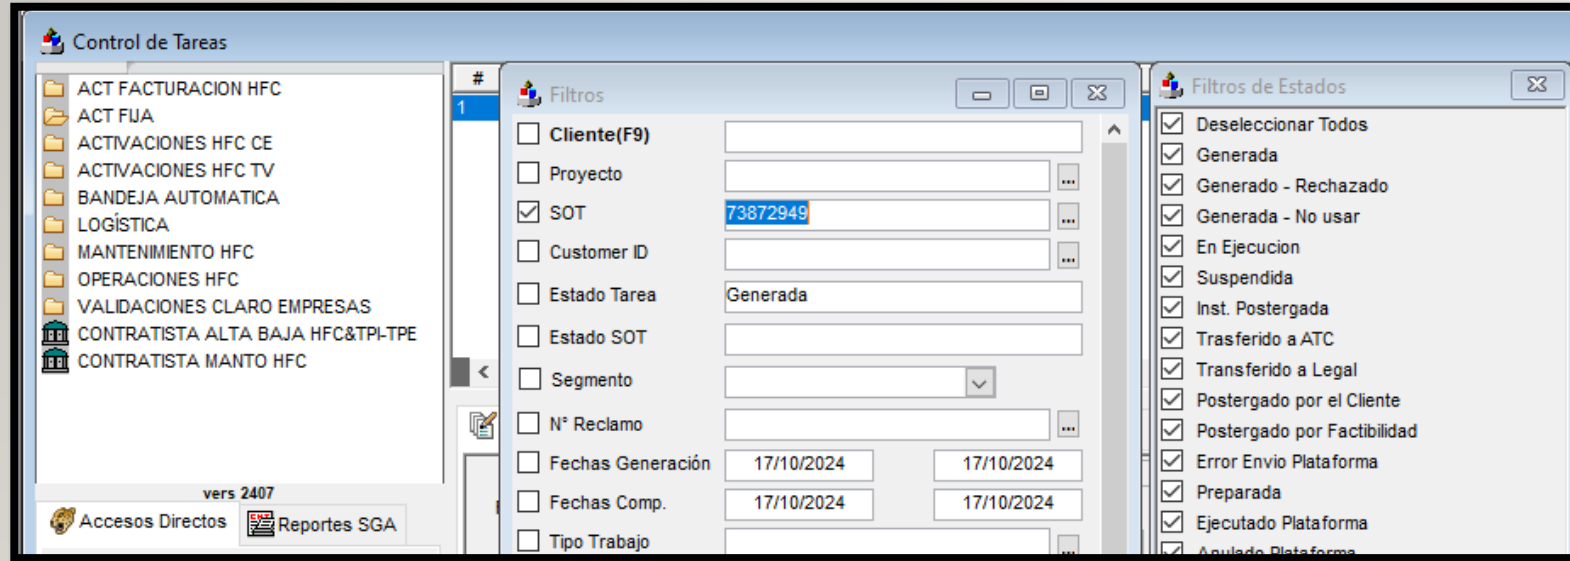 Control de Tareas
ACT FACTURACION HFC
ACT FIJA
ACTIVACIONES HFC CE
ACTIVACIONES HFC TV
BANDEJA AUTOMATICA
LOGÍSTICA
MANTENIMIENTO HFC
OPERACIONES HFC
VALIDACIONES CLARO EMPRESAS
CONTRATISTA ALTA BAJA HFC&TPI-TPE
CONTRATISTA MANTO HFC
vers 2407
Accesos Directos
Reportes SGA
#
1
Filtros
Cliente(F9)
Proyecto ...
SOT 73872949 ...
Customer ID ...
Estado Tarea Generada
Estado SOT
Segmento
N° Reclamo ...
Fechas Generación 17/10/2024 17/10/2024
Fechas Comp. 17/10/2024 17/10/2024
Tipo Trabajo ...
Filtros de Estados
Deseleccionar Todos
Generada
Generado - Rechazado
Generada - No usar
En Ejecucion
Suspendida
Inst. Postergada
Trasferido a ATC
Transferido a Legal
Postergado por el Cliente
Postergado por Factibilidad
Error Envio Plataforma
Preparada
Ejecutado Plataforma
Anulado Plataforma